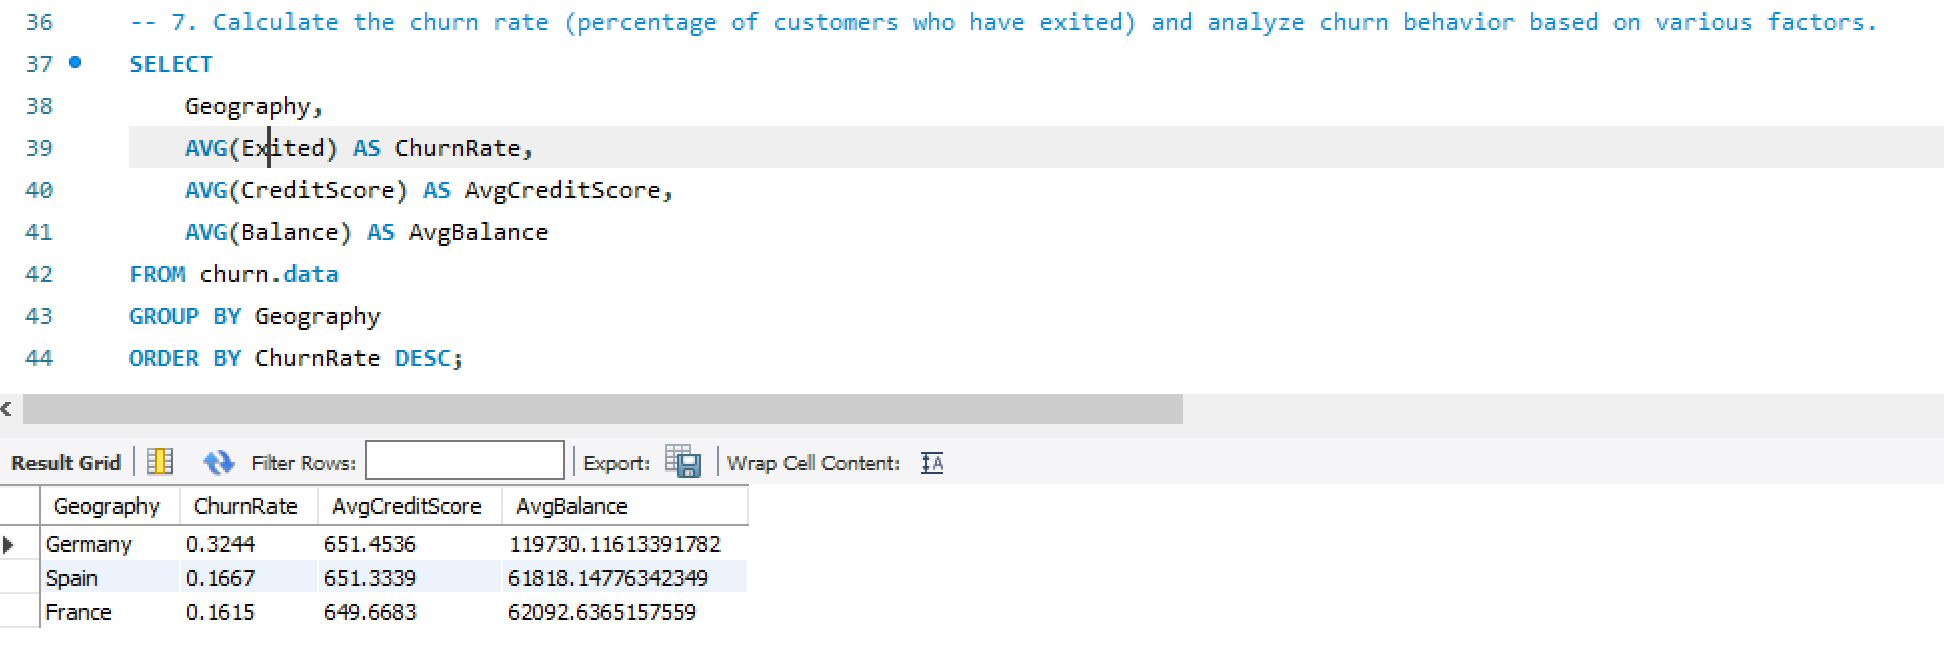 36 -- 7. Calculate the churn rate (percentage of customers who have exited) and analyze churn behavior based on various factors.
37 SELECT
38 Geography,
39 AVG(Exited) AS ChurnRate,
40 AVG(CreditScore) AS AvgCreditScore,
41 AVG(Balance) AS AvgBalance
42 FROM churn.data
43 GROUP BY Geography
44 ORDER BY ChurnRate DESC;
Result Grid Filter Rows: Export: Wrap Cell Content: IA
Geography ChurnRate AvgCreditScore AvgBalance
Germany 0.3244 651.4536 119730.11613391782
Spain 0.1667 651.3339 61818.14776342349
France 0.1615 649.6683 62092.6365157559